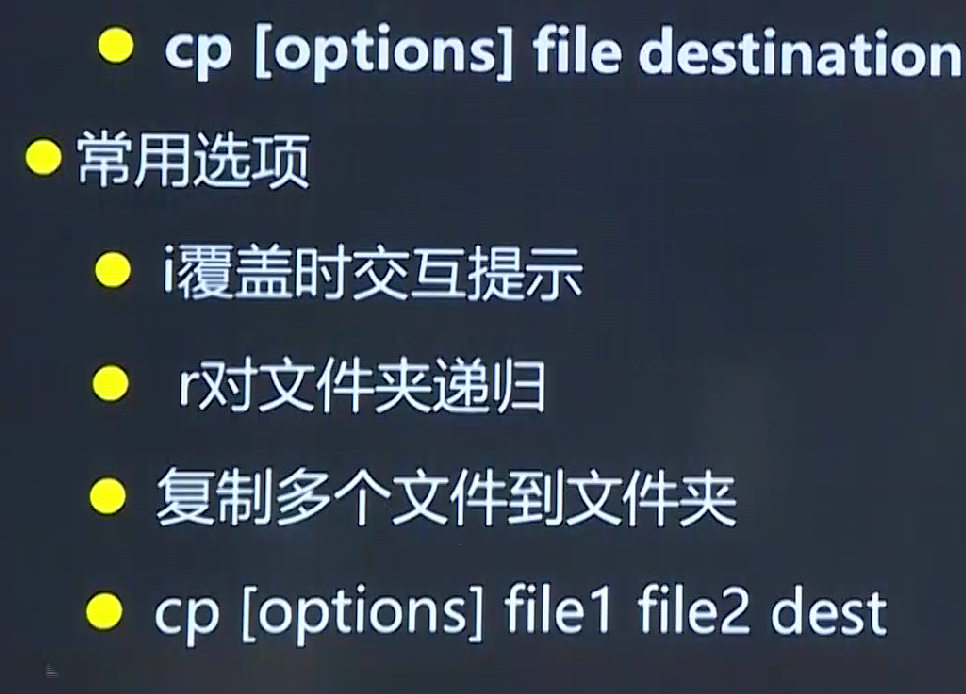 cp [options] file destination
常用选项
i覆盖时交互提示
r对文件夹递归
复制多个文件到文件夹
cp [options] file1 file2 dest